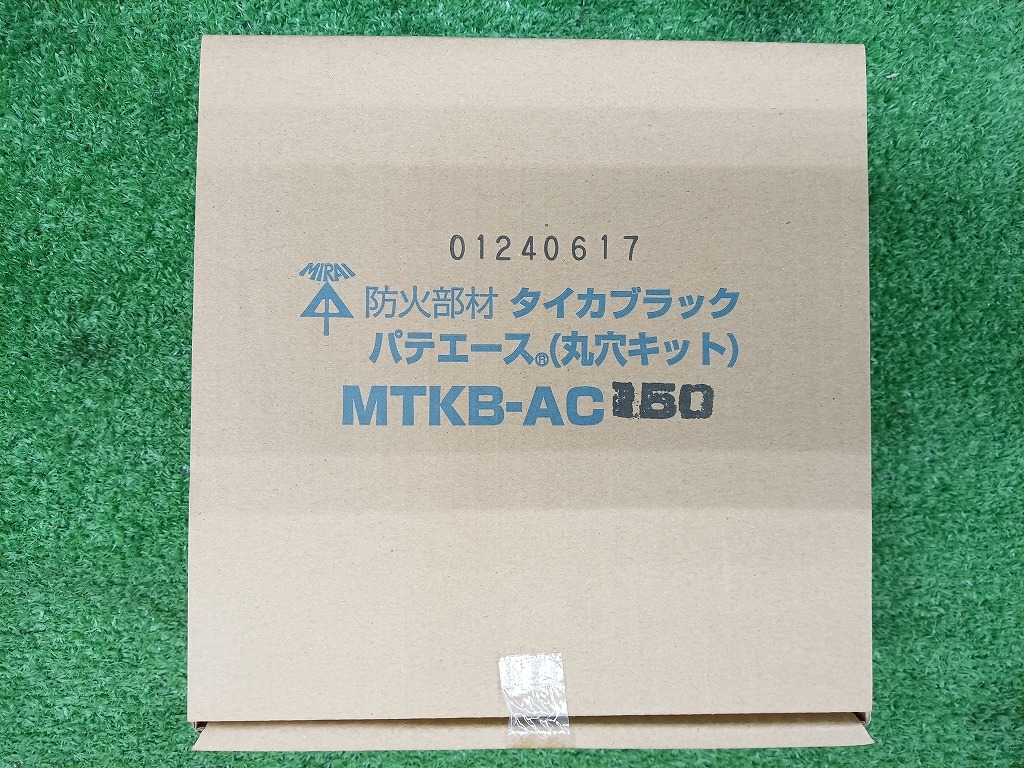 01240617
MIRAI
防火部材 タイカブラック
パテエース®(丸穴キット)
MTKB-AC150